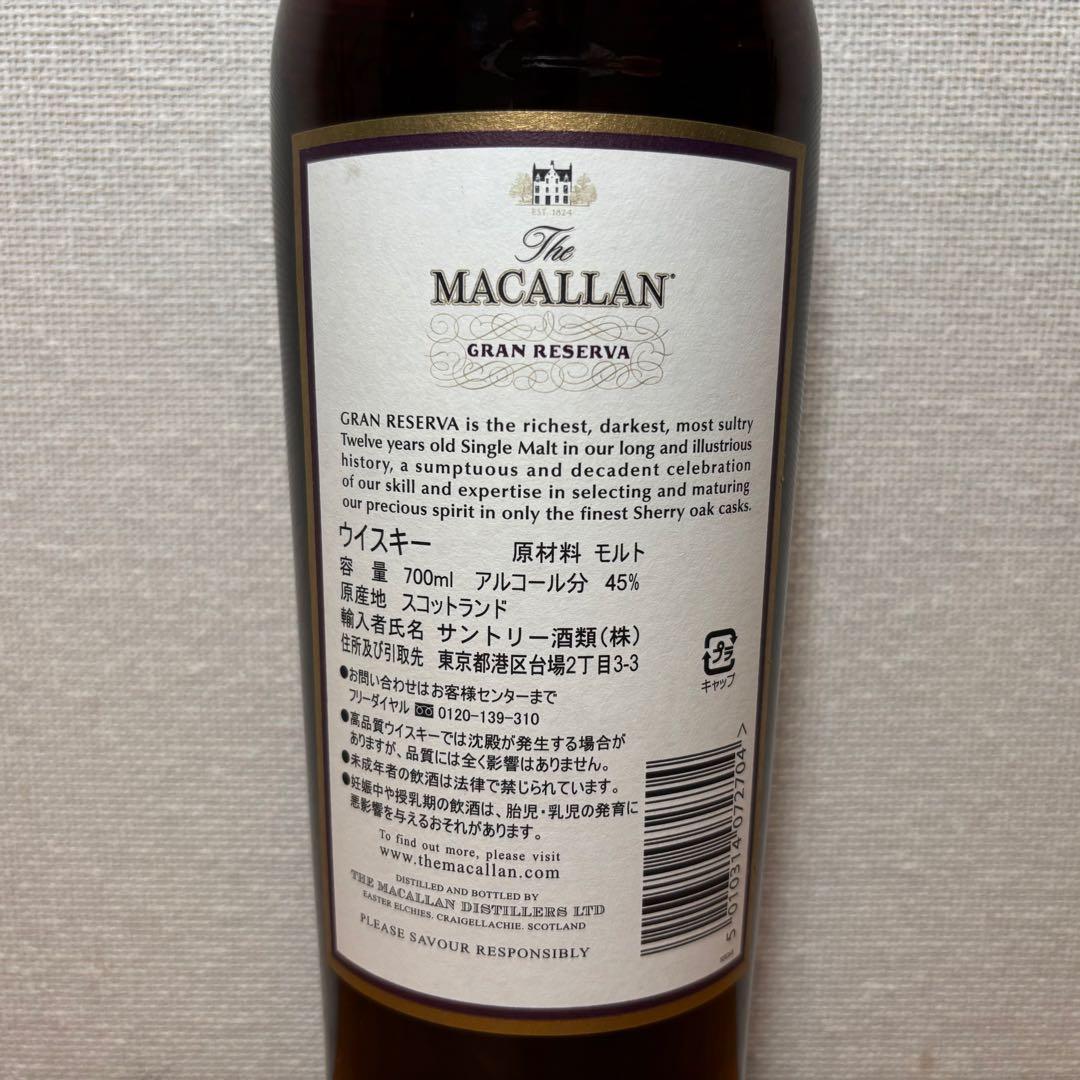 EST. 1824
The
MACALLAN
GRAN RESERVA
GRAN RESERVA is the richest, darkest, most sultry
Twelve years old Single Malt in our long and illustrious
history, a sumptuous and decadent celebration
of our skill and expertise in selecting and maturing
our precious spirit in only the finest Sherry oak casks.
ウイスキー 原材料 モルト
容 量 700ml アルコール分 45%
原産地 スコットランド
輸入者氏名 サントリー酒類(株)
住所及び引取先 東京都港区台場2丁目3-3
●お問い合わせはお客様センターまで
フリーダイヤル 0120-139-310
●高品質ウイスキーでは沈殿が発生する場合が
ありますが、品質には全く影響はありません。
●未成年者の飲酒は法律で禁じられています。
●妊娠中や授乳期の飲酒は、胎児・乳児の発育に
悪影響を与えるおそれがあります。
プラ
キャップ
To find out more, please visit
www.themacallan.com
DISTILLED AND BOTTLED BY
THE MACALLAN DISTILLERS LTD
EASTER ELCHIES. CRAIGELLACHIE. SCOTLAND
PLEASE SAVOUR RESPONSIBLY
5 010314 072704 >